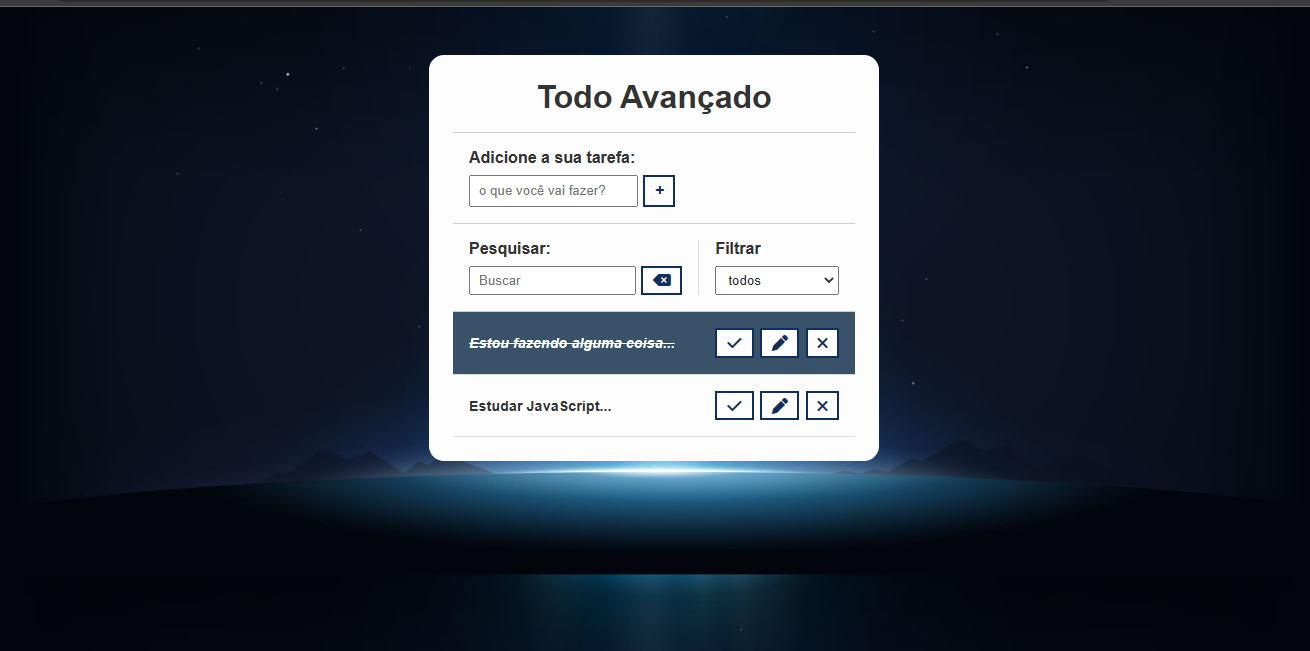 Todo Avançado
Adicione a sua tarefa:
o que você vai fazer? +
Pesquisar:
Buscar
Filtrar
todos
Estou fazendo alguma coisa...
Estudar JavaScript...